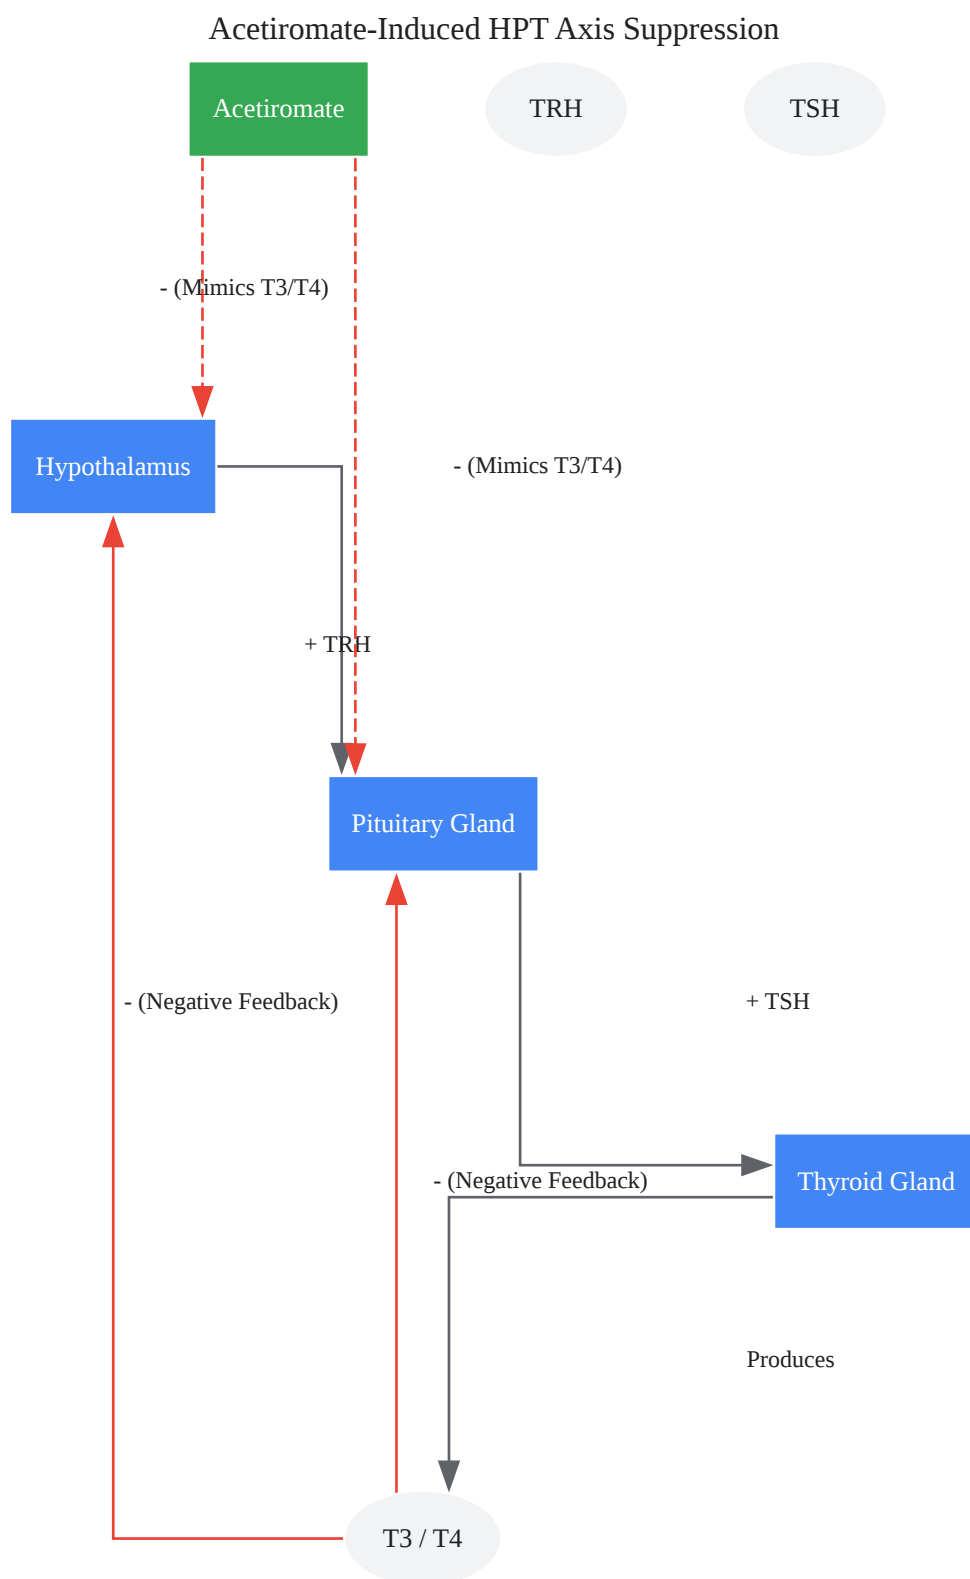 Acetiromate-Induced HPT Axis Suppression
Acetiromate
TRH
TSH
- (Mimics T3/T4)
Hypothalamus
- (Mimics T3/T4)
+ TRH
Pituitary Gland
- (Negative Feedback)
+ TSH
- (Negative Feedback)
Thyroid Gland
Produces
T3 / T4